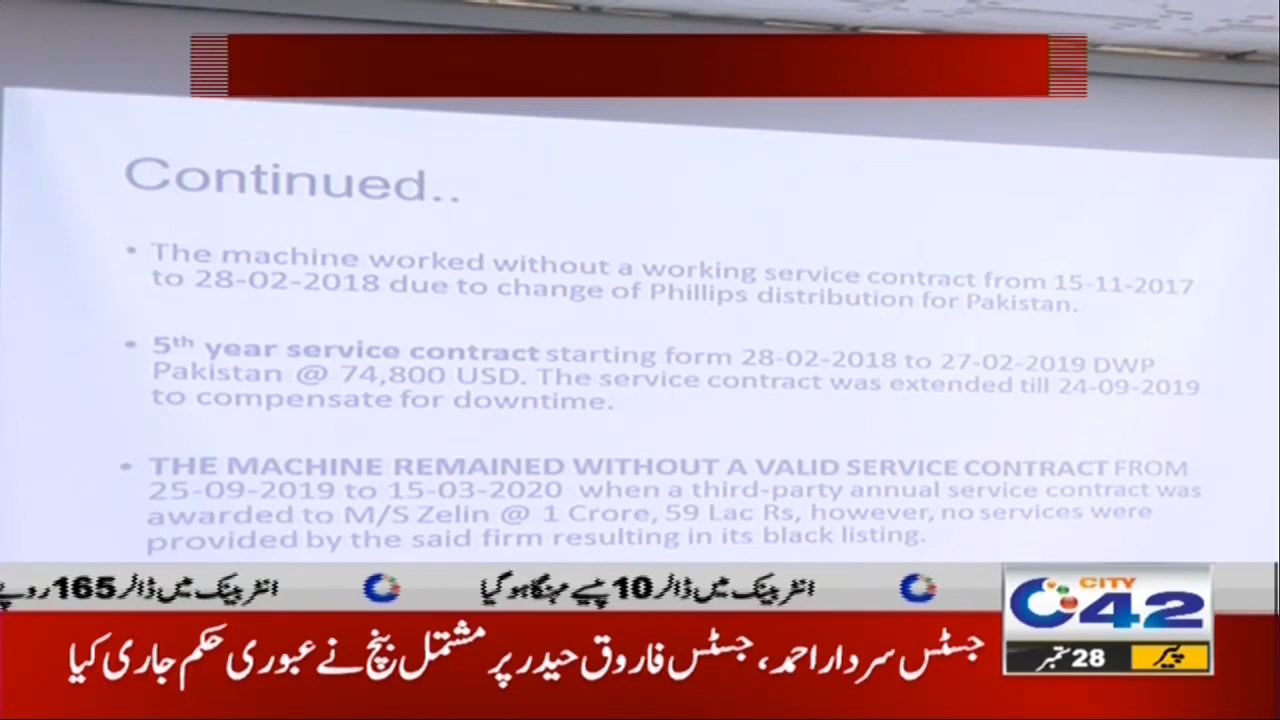 Continued..
• The machine worked without a working service contract from 15-11-2017
to 28-02-2018 due to change of Phillips distribution for Pakistan.
• 5th year service contract starting form 28-02-2018 to 27-02-2019 DWP
Pakistan @ 74,800 USD. The service contract was extended till 24-09-2019
to compensate for downtime.
• THE MACHINE REMAINED WITHOUT A VALID SERVICE CONTRACT FROM
25-09-2019 to 15-03-2020 when a third-party annual service contract was
awarded to M/S Zelin @ 1 Crore, 59 Lac Rs, however, no services were
provided by the said firm resulting in its black listing.
انٹر بینک میں ڈالر 10 پیسے مہنگا ہو گیا
انٹر بینک میں ڈالر 165 روپے
CITY
42
پیر
28 ستمبر
جسٹس سردار احمد، جسٹس فاروق حیدر پر مشتمل بنچ نے عبوری حکم جاری کیا